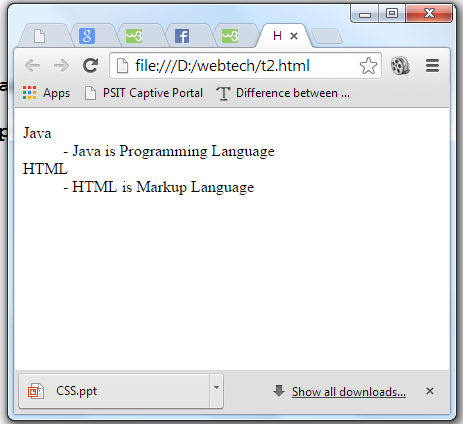 H
file:///D:/webtech/t2.html
Apps PSIT Captive Portal Difference between ...
Java
- Java is Programming Language
HTML
- HTML is Markup Language
CSS.ppt Show all downloads...